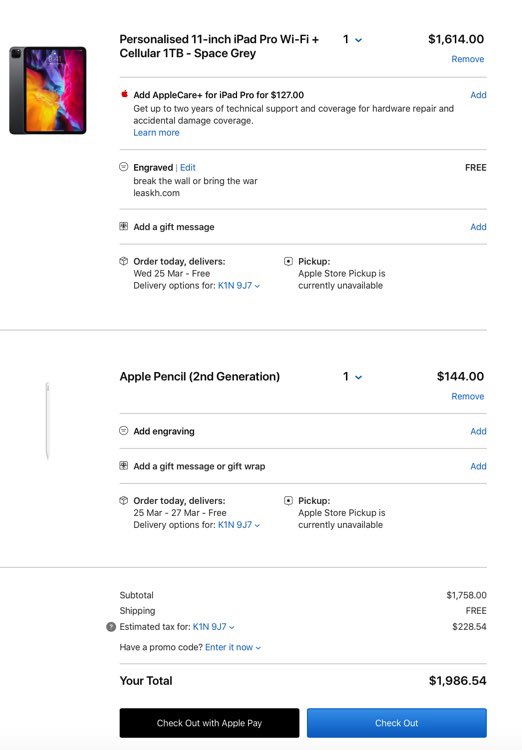 Personalised 11-inch iPad Pro Wi-Fi +
Cellular 1TB - Space Grey
1
$1,614.00
Remove
Add AppleCare+ for iPad Pro for $127.00
Add
Get up to two years of technical support and coverage for hardware repair and
accidental damage coverage.
Learn more
Engraved | Edit
FREE
break the wall or bring the war
leaskh.com
Add a gift message
Add
Order today, delivers:
Wed 25 Mar - Free
Delivery options for: K1N 9J7
Pickup:
Apple Store Pickup is
currently unavailable
Apple Pencil (2nd Generation)
1
$144.00
Remove
Add engraving
Add
Add a gift message or gift wrap
Add
Order today, delivers:
25 Mar - 27 Mar - Free
Delivery options for: K1N 9J7
Pickup:
Apple Store Pickup is
currently unavailable
Subtotal
$1,758.00
Shipping
FREE
? Estimated tax for: K1N 9J7
$228.54
Have a promo code? Enter it now
Your Total
$1,986.54
Check Out with Apple Pay
Check Out